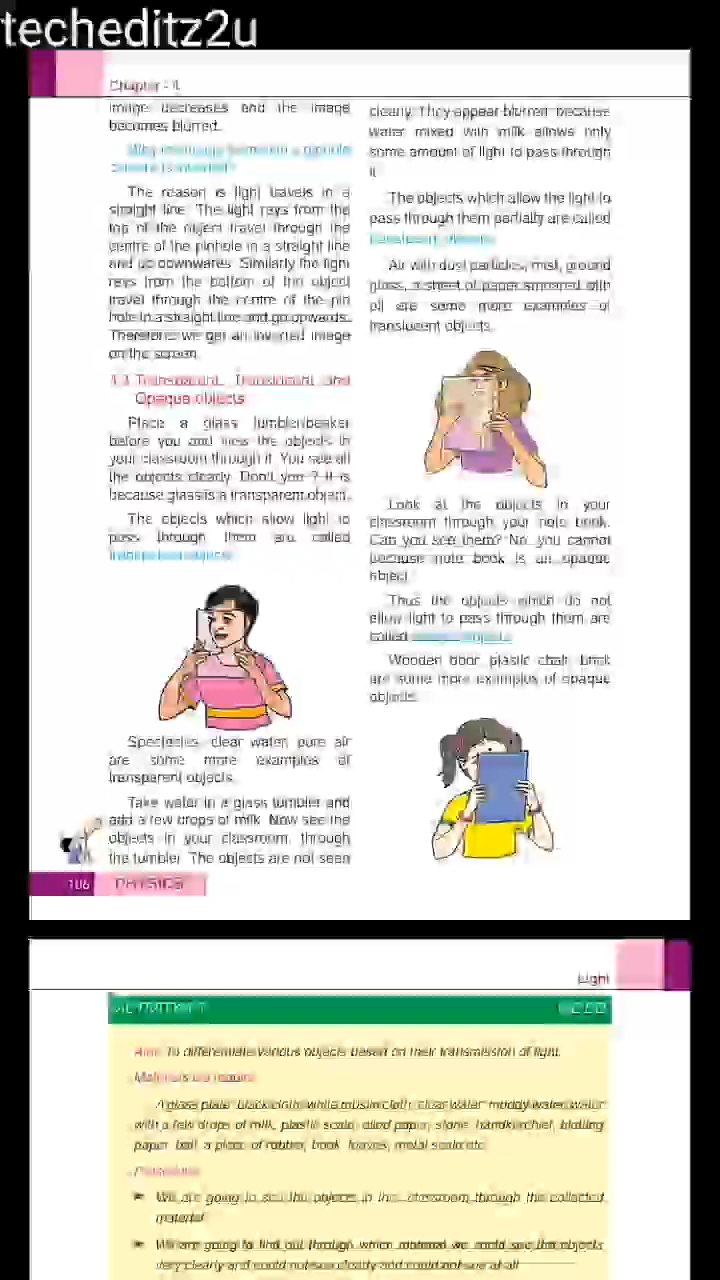 techeditz2u
Chapter - 4
image decreases and the image
becomes blurred.
Why
The reason is light travels in a
straight line. The light rays from the
top of the object travel through the
centre of the pinhole in a straight line
and go downwards. Similarly the light
rays from the bottom of the object
travel through the centre of the pin
hole in a straight line and go upwards.
Therefore we get an inverted image
on the screen.
Transparent, Translucent and
Opaque objects
Place a glass tumbler/beaker
before you and view the objects in
your classroom through it. You see all
the objects clearly. Don't you ? It is
because glass is a transparent object.
The objects which allow light to
pass through them are called
transparent objects.
Spectacles, clear water, pure air
are some more examples of
transparent objects.
Take water in a glass tumbler and
add a few drops of milk. Now see the
objects in your classroom through
the tumbler. The objects are not seen
clearly. They appear blurred because
water mixed with milk allows only
some amount of light to pass through
it.
The objects which allow the light to
pass through them partially are called
translucent objects.
Air with dust particles, mist, ground
glass, a sheet of paper smeared with
oil are some more examples of
translucent objects.
Look at the objects in your
classroom through your note book.
Can you see them? No, you cannot
because note book is an opaque
object.
Thus the objects which do not
allow light to pass through them are
called opaque objects.
Wooden door, plastic chair, brick
are some more examples of opaque
objects.
106 PHYSICS
Light
Aim: To differentiate various objects based on their transmission of light.
A glass plate, black cloth, white muslin cloth, clear water, muddy water, water
with a few drops of milk, plastic scale, oiled paper, stone, handkerchief, blotting
paper, ball, a piece of rubber, book, leaves, metal scale etc.
Procedure
We are going to see the objects in the classroom through the collected
material.
We are going to find out through which material we could see the objects
very clearly and could not see clearly and could not see at all